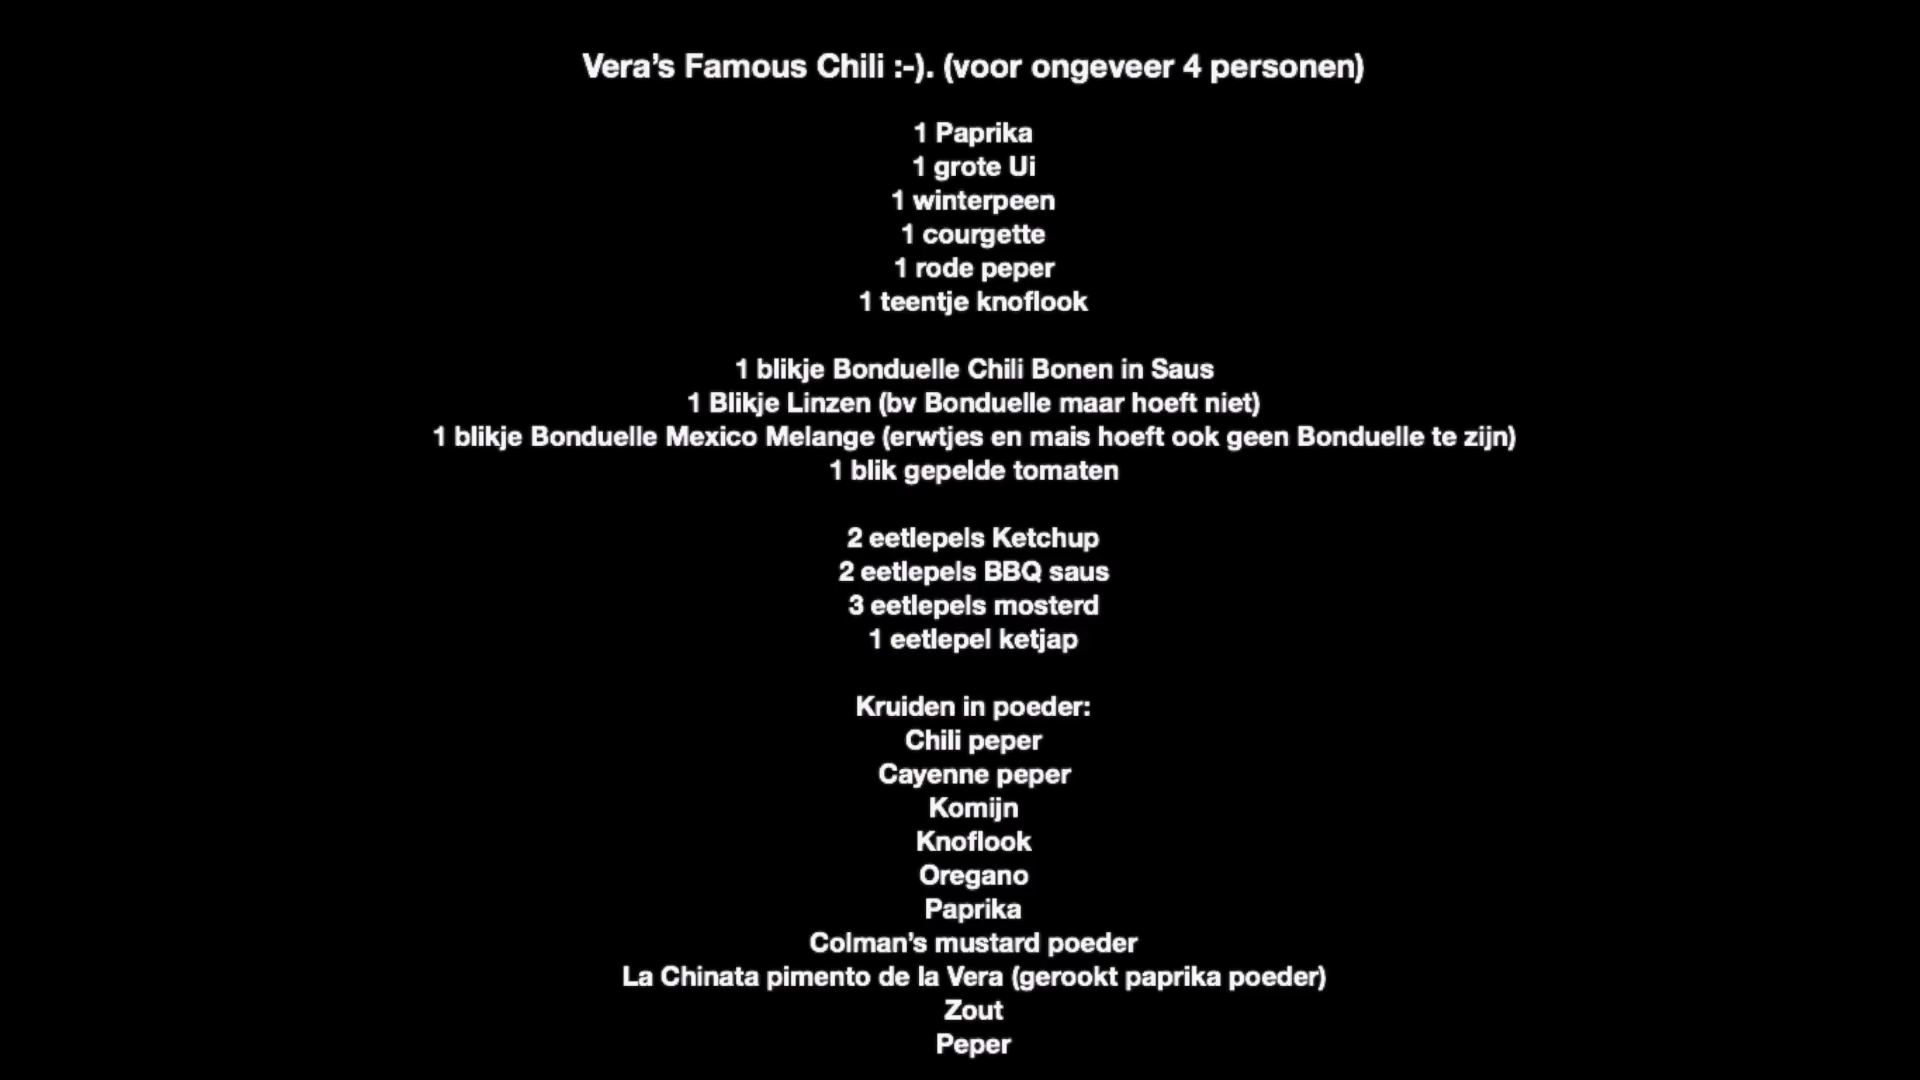 Vera’s Famous Chili :-). (voor ongeveer 4 personen)
1 Paprika
1 grote Ui
1 winterpeen
1 courgette
1 rode peper
1 teentje knoflook
1 blikje Bonduelle Chili Bonen in Saus
1 Blikje Linzen (bv Bonduelle maar hoeft niet)
1 blikje Bonduelle Mexico Melange (erwtjes en mais hoeft ook geen Bonduelle te zijn)
1 blik gepelde tomaten
2 eetlepels Ketchup
2 eetlepels BBQ saus
3 eetlepels mosterd
1 eetlepel ketjap
Kruiden in poeder:
Chili peper
Cayenne peper
Komijn
Knoflook
Oregano
Paprika
Colman’s mustard poeder
La Chinata pimento de la Vera (gerookt paprika poeder)
Zout
Peper